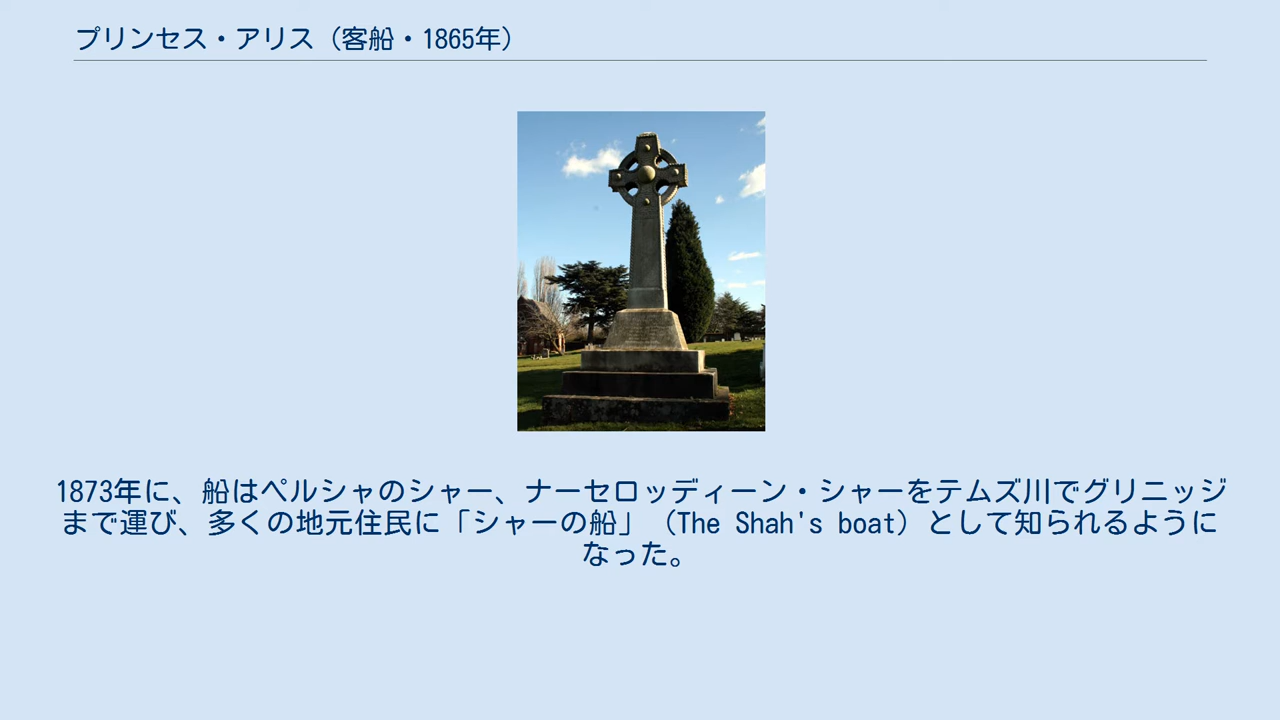 プリンセス・アリス（客船・1865年）
1873年に、船はペルシャのシャー、ナーセロッディーン・シャーをテムズ川でグリニッジ
まで運び、多くの地元住民に「シャーの船」（The Shah's boat）として知られるように
なった。